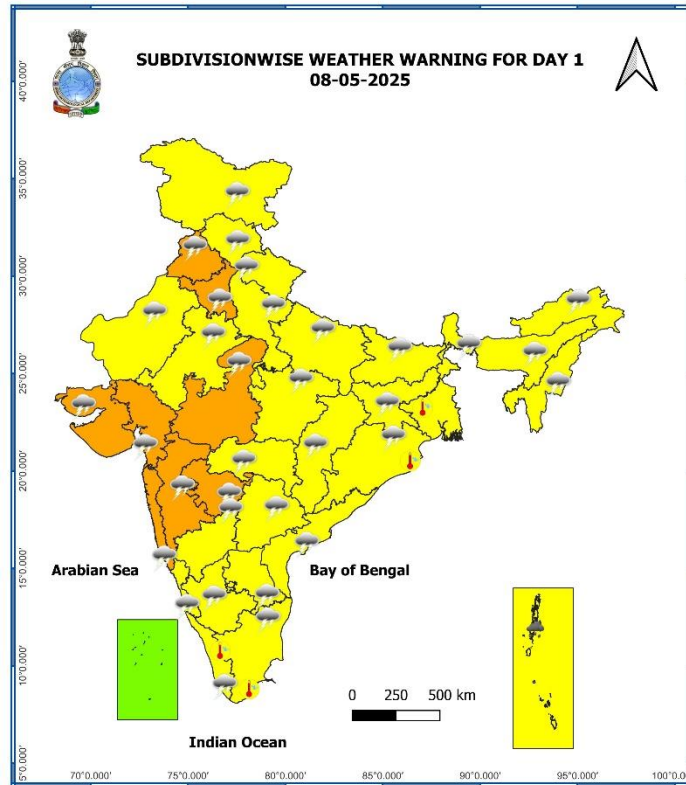 SUBDIVISIONWISE WEATHER WARNING FOR DAY 1
08-05-2025
40°0.000'
35°0.000'
30°0.000'
25°0.000'
20°0.000'
15°0.000'
10°0.000'
5°0.000'
Arabian Sea
Bay of Bengal
0 250 500 km
Indian Ocean
70°0.000' 75°0.000' 80°0.000' 85°0.000' 90°0.000' 95°0.000'